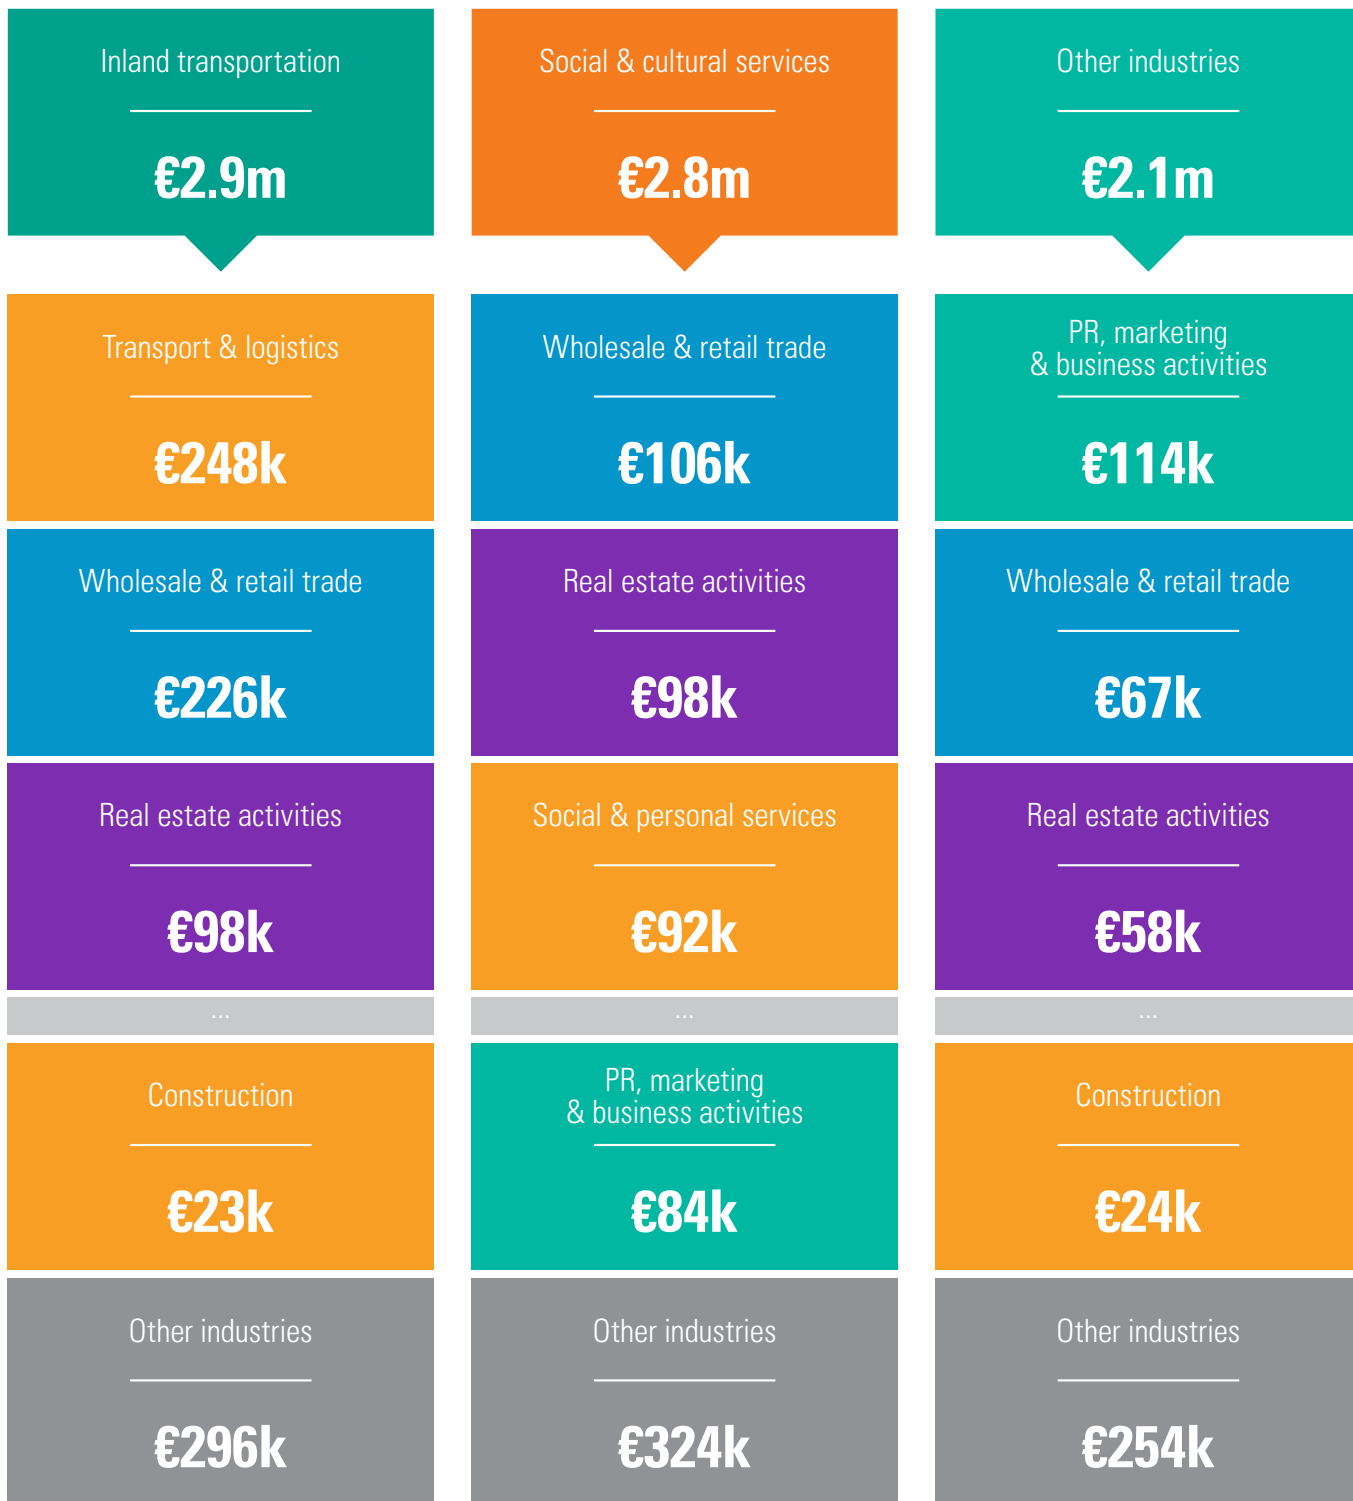 Inland transportation
€2.9m
Transport & logistics
€248k
Wholesale & retail trade
€226k
Real estate activities
€98k
...
Construction
€23k
Other industries
€296k
Social & cultural services
€2.8m
Wholesale & retail trade
€106k
Real estate activities
€98k
Social & personal services
€92k
...
PR, marketing
& business activities
€84k
Other industries
€324k
Other industries
€2.1m
PR, marketing
& business activities
€114k
Wholesale & retail trade
€67k
Real estate activities
€58k
...
Construction
€24k
Other industries
€254k